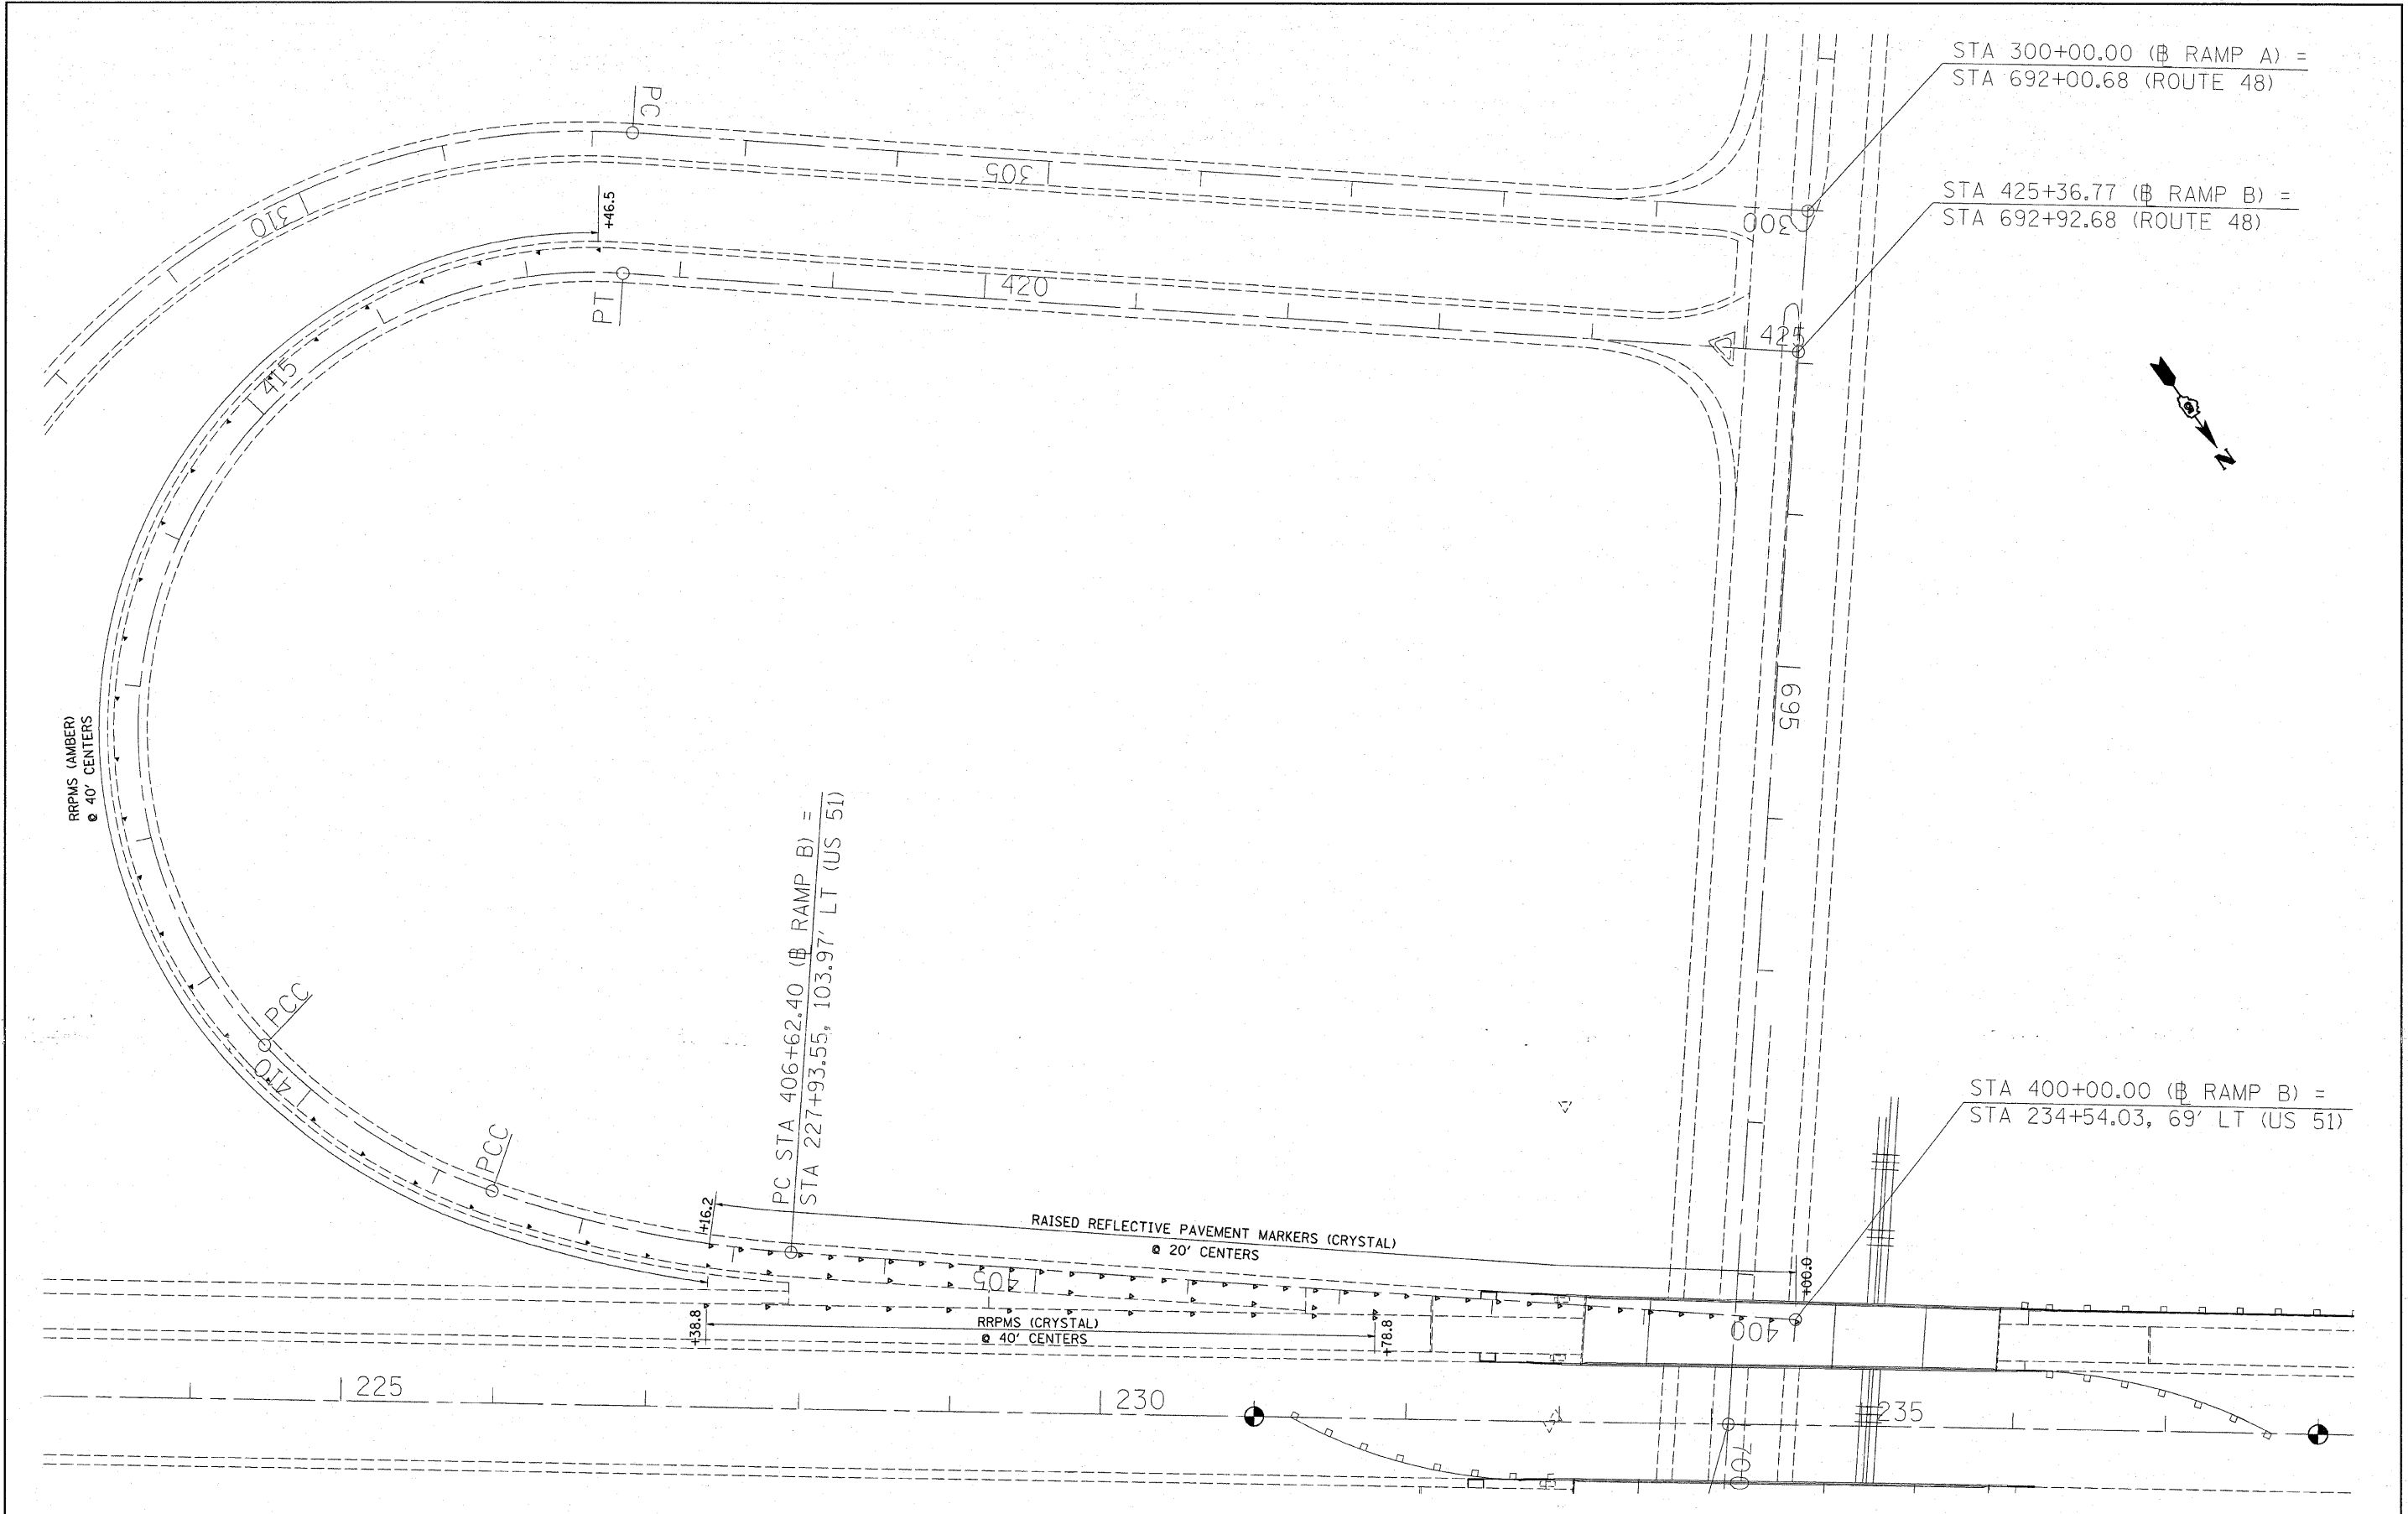 STA 300+00.00 (B RAMP A) =
STA 692+00.68 (ROUTE 48)
PC
305
STA 425+36.77 (B RAMP B) =
STA 692+92.68 (ROUTE 48)
310
+46.5
300
PT
420
425
415
N
695
RRPMS (AMBER)
@ 40' CENTERS
PC STA 406+62.40 (B RAMP B) =
STA 227+93.55, 103.97' LT (US 51)
PCC
410
PCC
STA 400+00.00 (B RAMP B) =
STA 234+54.03, 69' LT (US 51)
+16.2
RAISED REFLECTIVE PAVEMENT MARKERS (CRYSTAL)
@ 20' CENTERS
405
+00.0
+38.8
RRPMS (CRYSTAL)
@ 40' CENTERS
+78.8
400
225
230
235
700